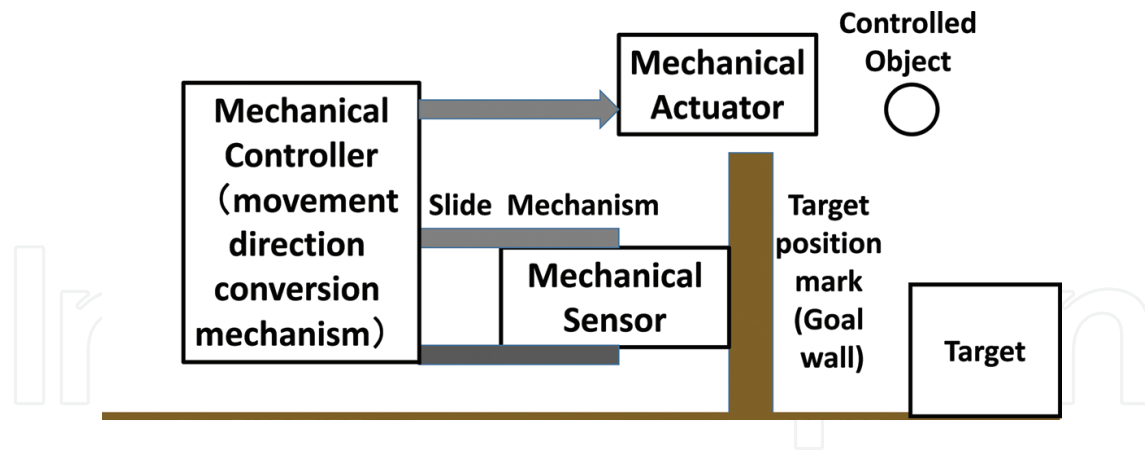 Mechanical
Controller
（movement
direction
conversion
mechanism）
Slide Mechanism
Mechanical
Actuator
Controlled
Object
Mechanical
Sensor
Target
position
mark
(Goal
wall)
Target